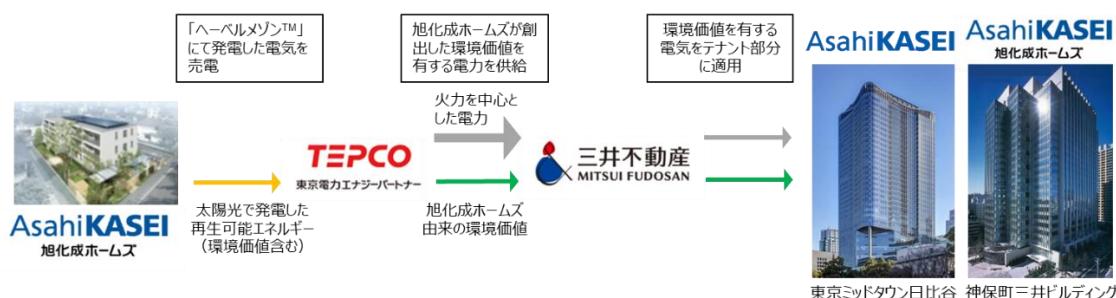 「ヘーベルメゾン™」
にて発電した電気を
売電
旭化成ホームズが創
出した環境価値を
有する電力を供給
環境価値を有する
電気をテナント部分
に適用
AsahiKASEI
AsahiKASEI
旭化成ホームズ
火力を中心と
した電力
TEPCO
東京電力エナジーパートナー
三井不動産
MITSUI FUDOSAN
AsahiKASEI
旭化成ホームズ
太陽光で発電した
再生可能エネルギー
（環境価値含む）
旭化成ホームズ
由来の環境価値
東京ミッドタウン日比谷
神保町三井ビルディング